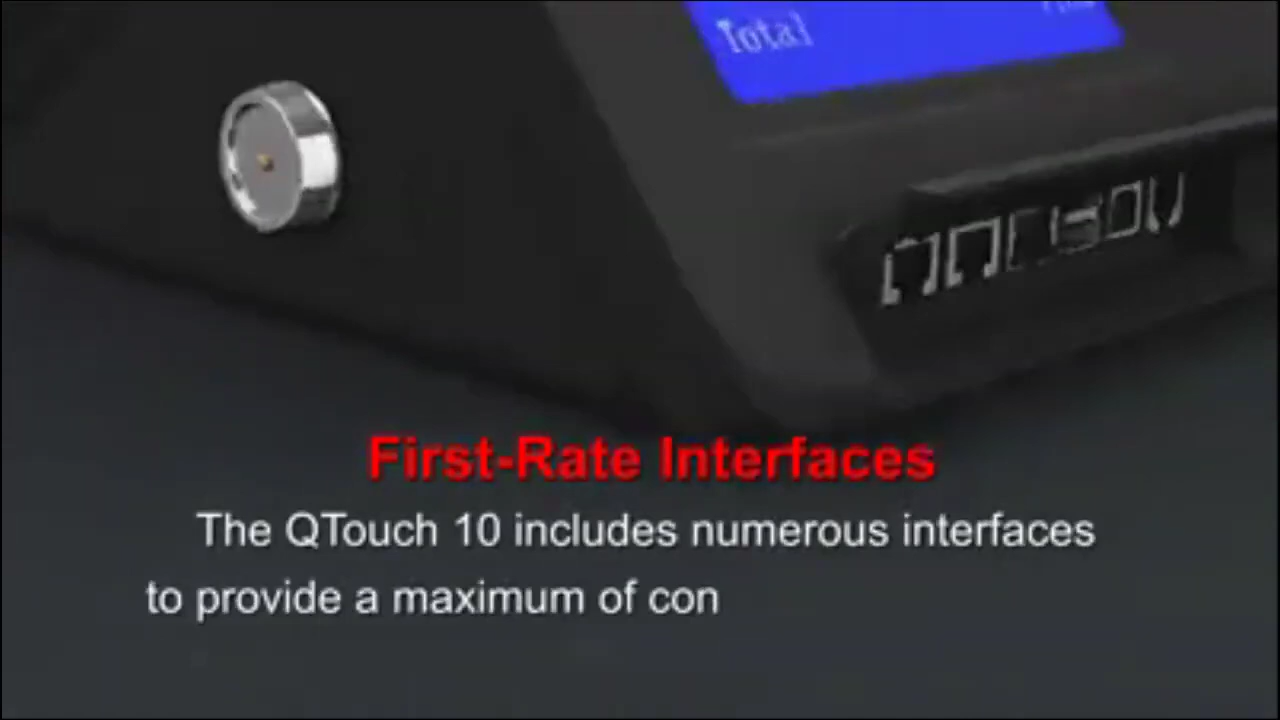 Total
First-Rate Interfaces
The QTouch 10 includes numerous interfaces
to provide a maximum of con